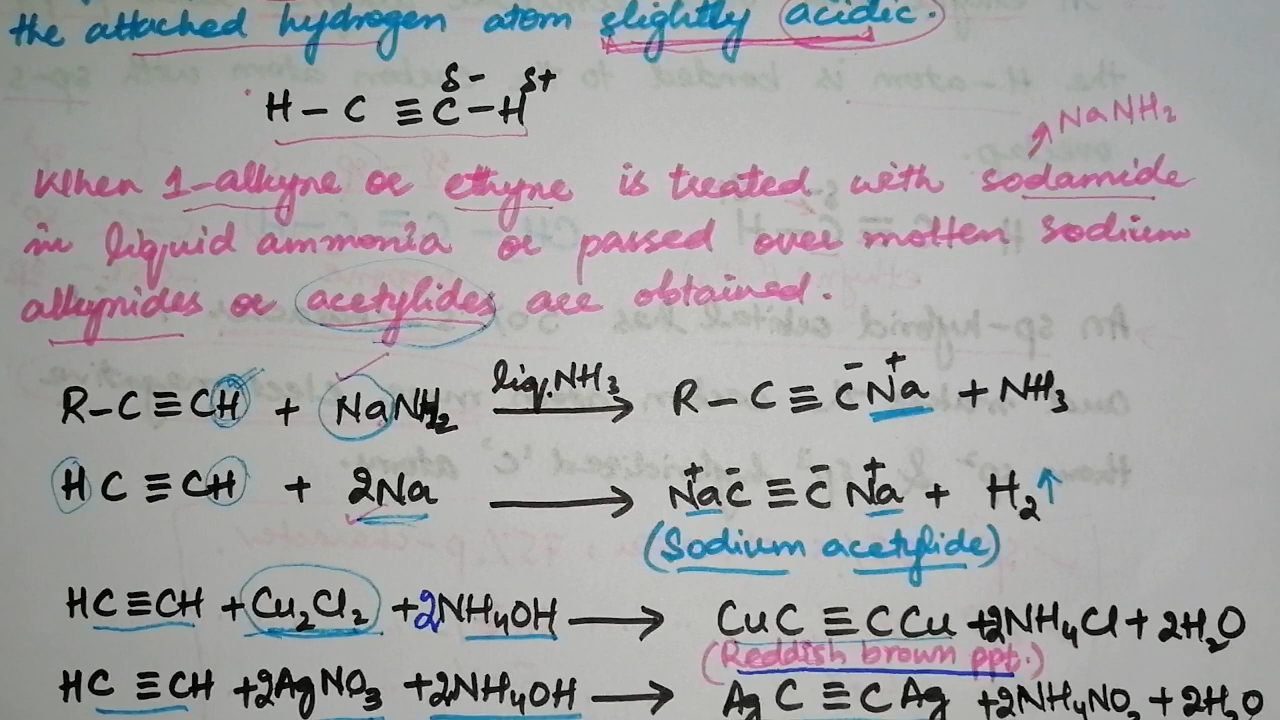 the attached hydrogen atom slightly acidic.
δ- δ+
H – C ≡ C – H
NaNH₂
When 1-alkyne or ethyne is treated with sodamide
in liquid ammonia or passed over molten sodium
alkynides or acetylides are obtained.
R–C≡CH + NaNH₂ —liq.NH₃→ R–C≡C⁻Na⁺ + NH₃
HC≡CH + 2Na ⟶ Na⁺C⁻≡C⁻Na⁺ + H₂↑
(Sodium acetylide)
HC≡CH + Cu₂Cl₂ + 2NH₄OH ⟶ CuC≡CCu + 2NH₄Cl + 2H₂O
(Reddish brown ppt.)
HC≡CH + 2AgNO₃ + 2NH₄OH ⟶ AgC≡CAg + 2NH₄NO₃ + 2H₂O